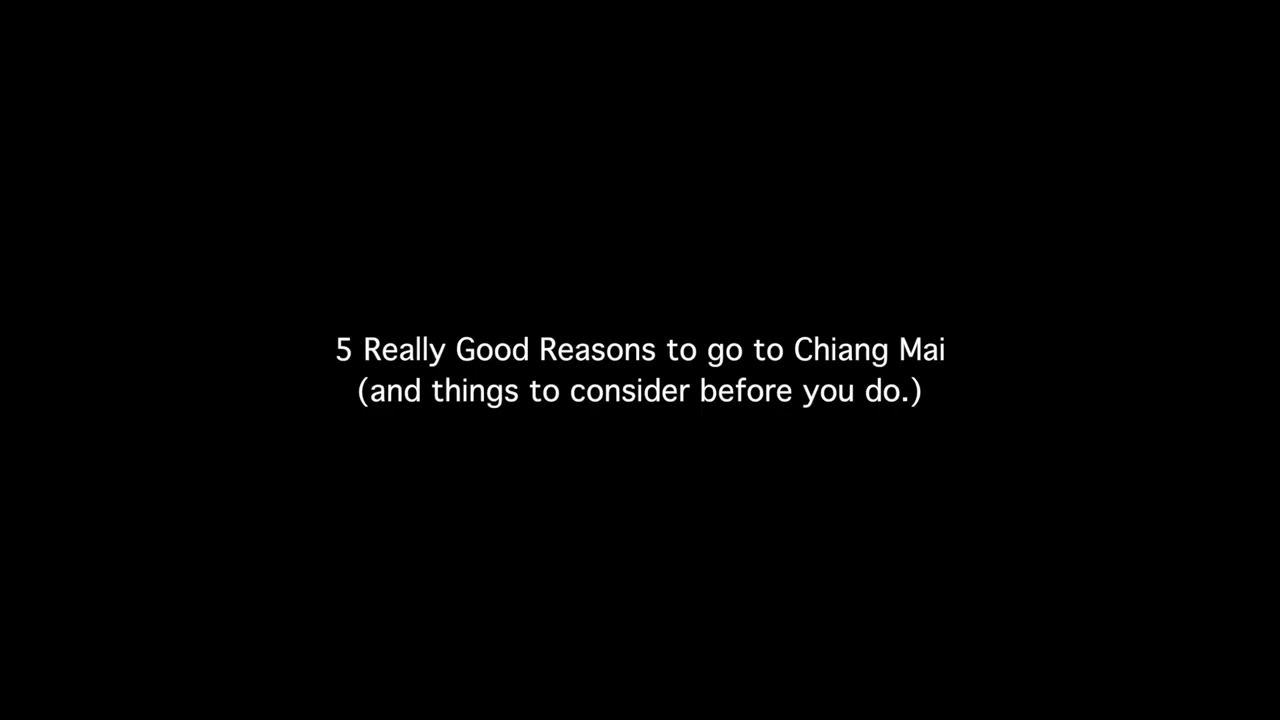 5 Really Good Reasons to go to Chiang Mai
(and things to consider before you do.)